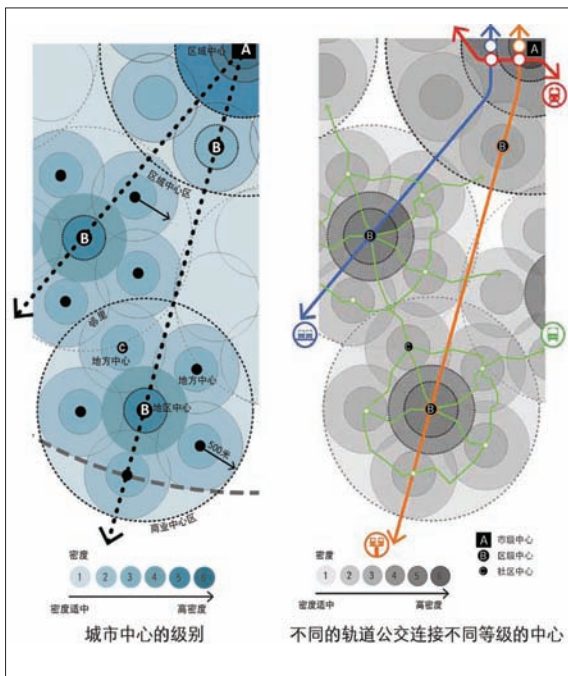 区域中心
A
B
区域中心区
B
邻里
C
地方中心
地方中心
B
地区中心
500米
商业中心区
密度
1 2 3 4 5 6
密度适中
高密度
城市中心的级别
A
B
B
C
B
A 市级中心
B 区级中心
C 社区中心
密度
1 2 3 4 5 6
密度适中
高密度
不同的轨道公交连接不同等级的中心